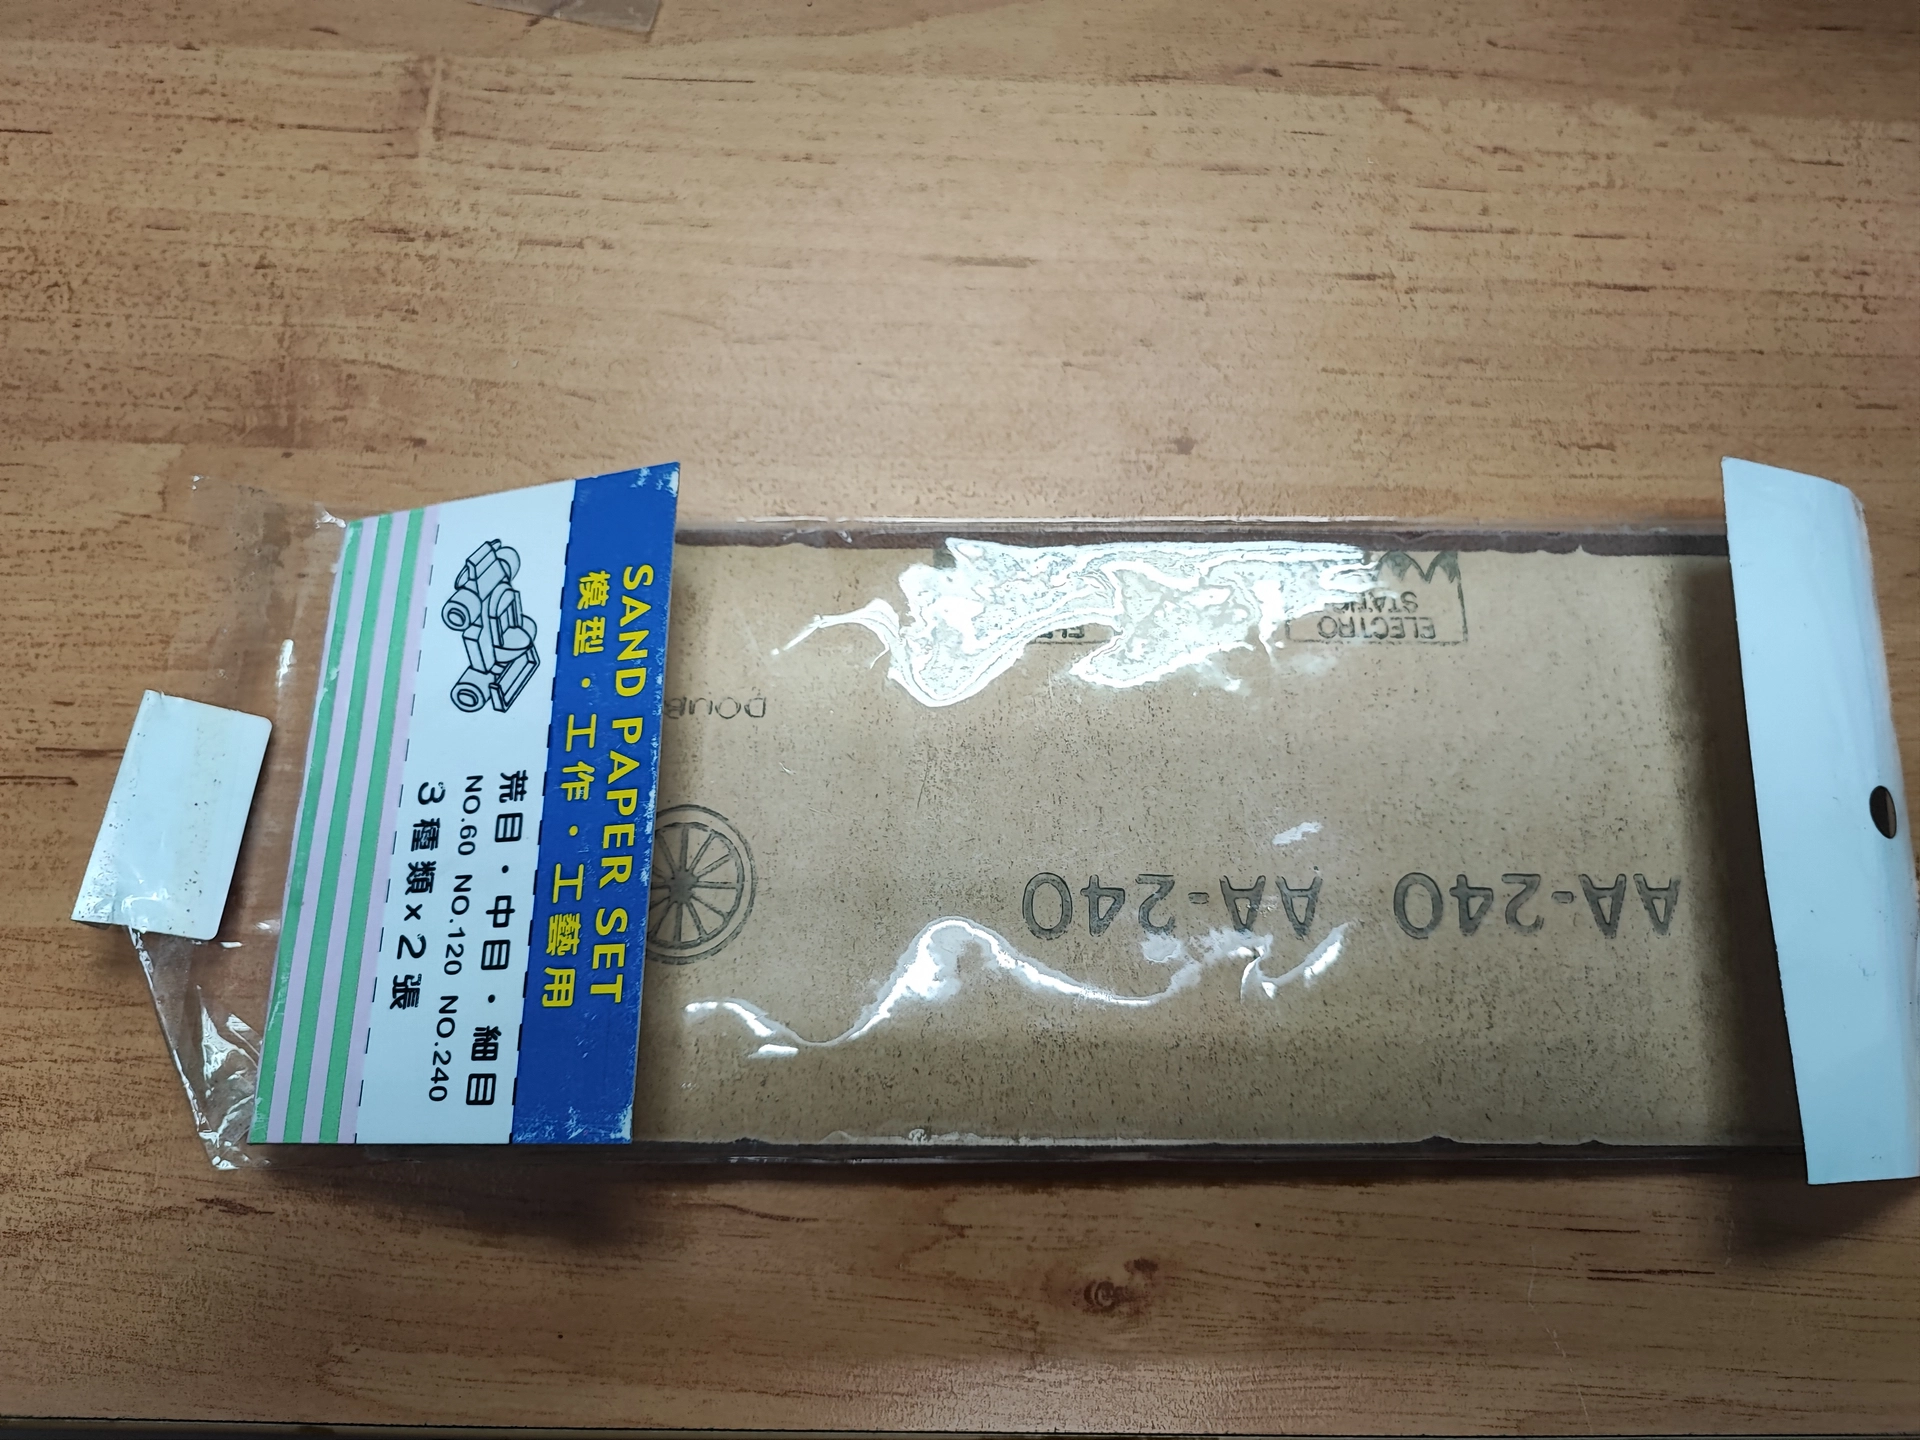 SAND PAPER SET
模型・工作・工藝用
荒目・中目・細目
NO.60 NO.120 NO.240
3種類×2張
ELECTRO
AA-240 AA-240